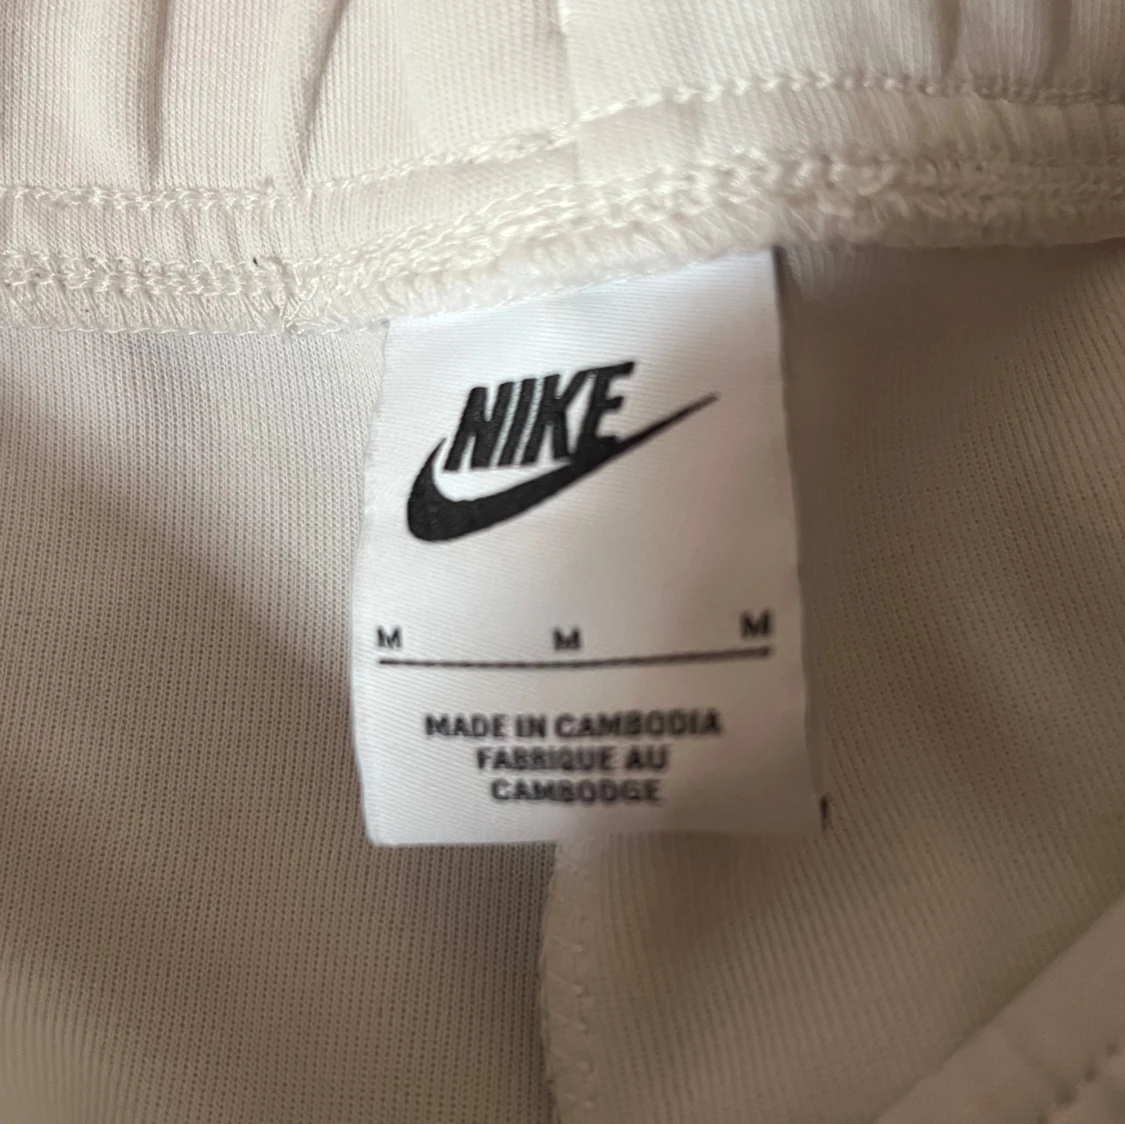 NIKE
M M M
MADE IN CAMBODIA
FABRIQUE AU
CAMBODGE